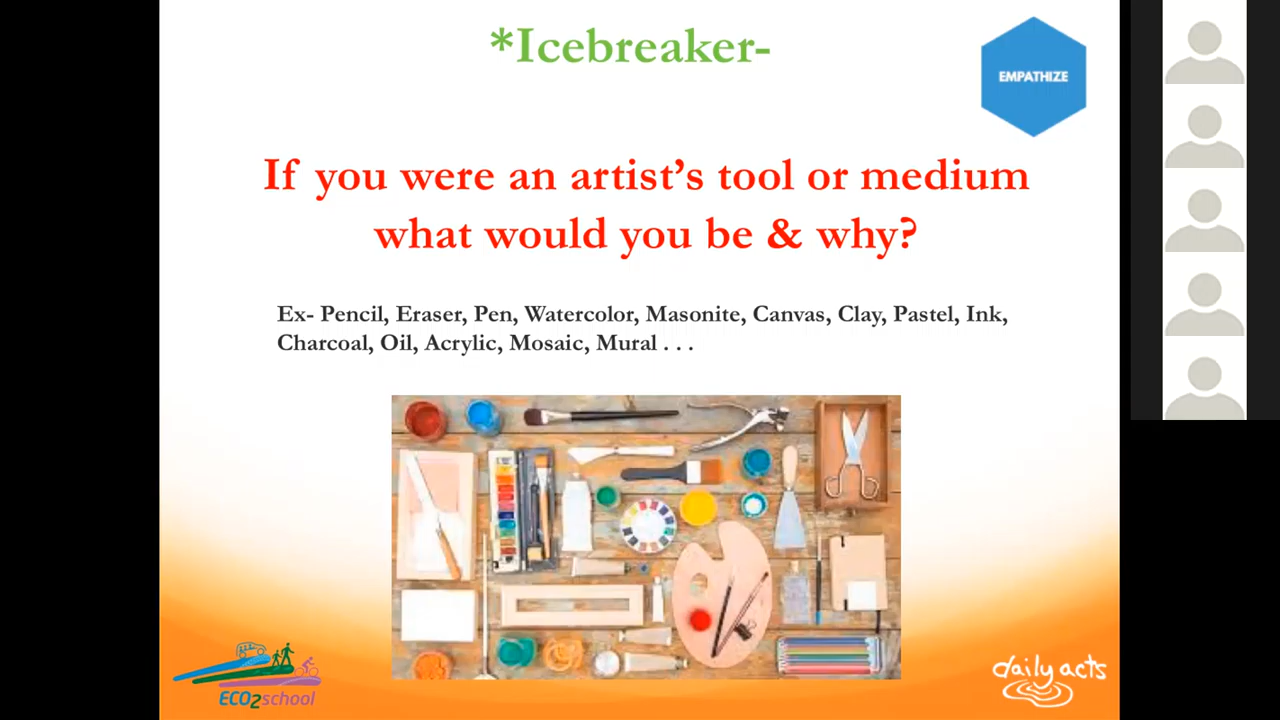 *Icebreaker-
EMPATHIZE
If you were an artist's tool or medium
what would you be & why?
Ex- Pencil, Eraser, Pen, Watercolor, Masonite, Canvas, Clay, Pastel, Ink,
Charcoal, Oil, Acrylic, Mosaic, Mural . . .
ECO2school
daily acts